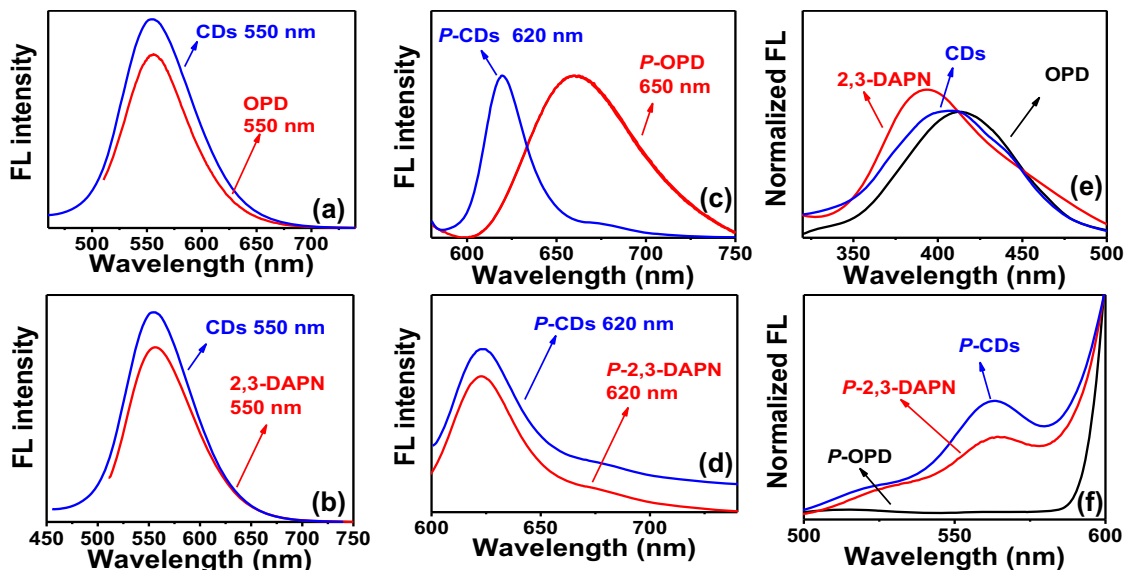 FL intensity
CDs 550 nm
OPD
550 nm
(a)
500 550 600 650 700
Wavelength (nm)
FL intensity
P-CDs 620 nm
P-OPD
650 nm
(c)
600 650 700 750
Wavelength (nm)
Normalized FL
2,3-DAPN
CDs
OPD
(e)
350 400 450 500
Wavelength (nm)
FL intensity
CDs 550 nm
2,3-DAPN
550 nm
(b)
450 500 550 600 650 700 750
Wavelength (nm)
FL intensity
P-CDs 620 nm
P-2,3-DAPN
620 nm
(d)
600 650 700
Wavelength (nm)
Normalized FL
P-CDs
P-2,3-DAPN
P-OPD
(f)
500 550 600
Wavelength (nm)